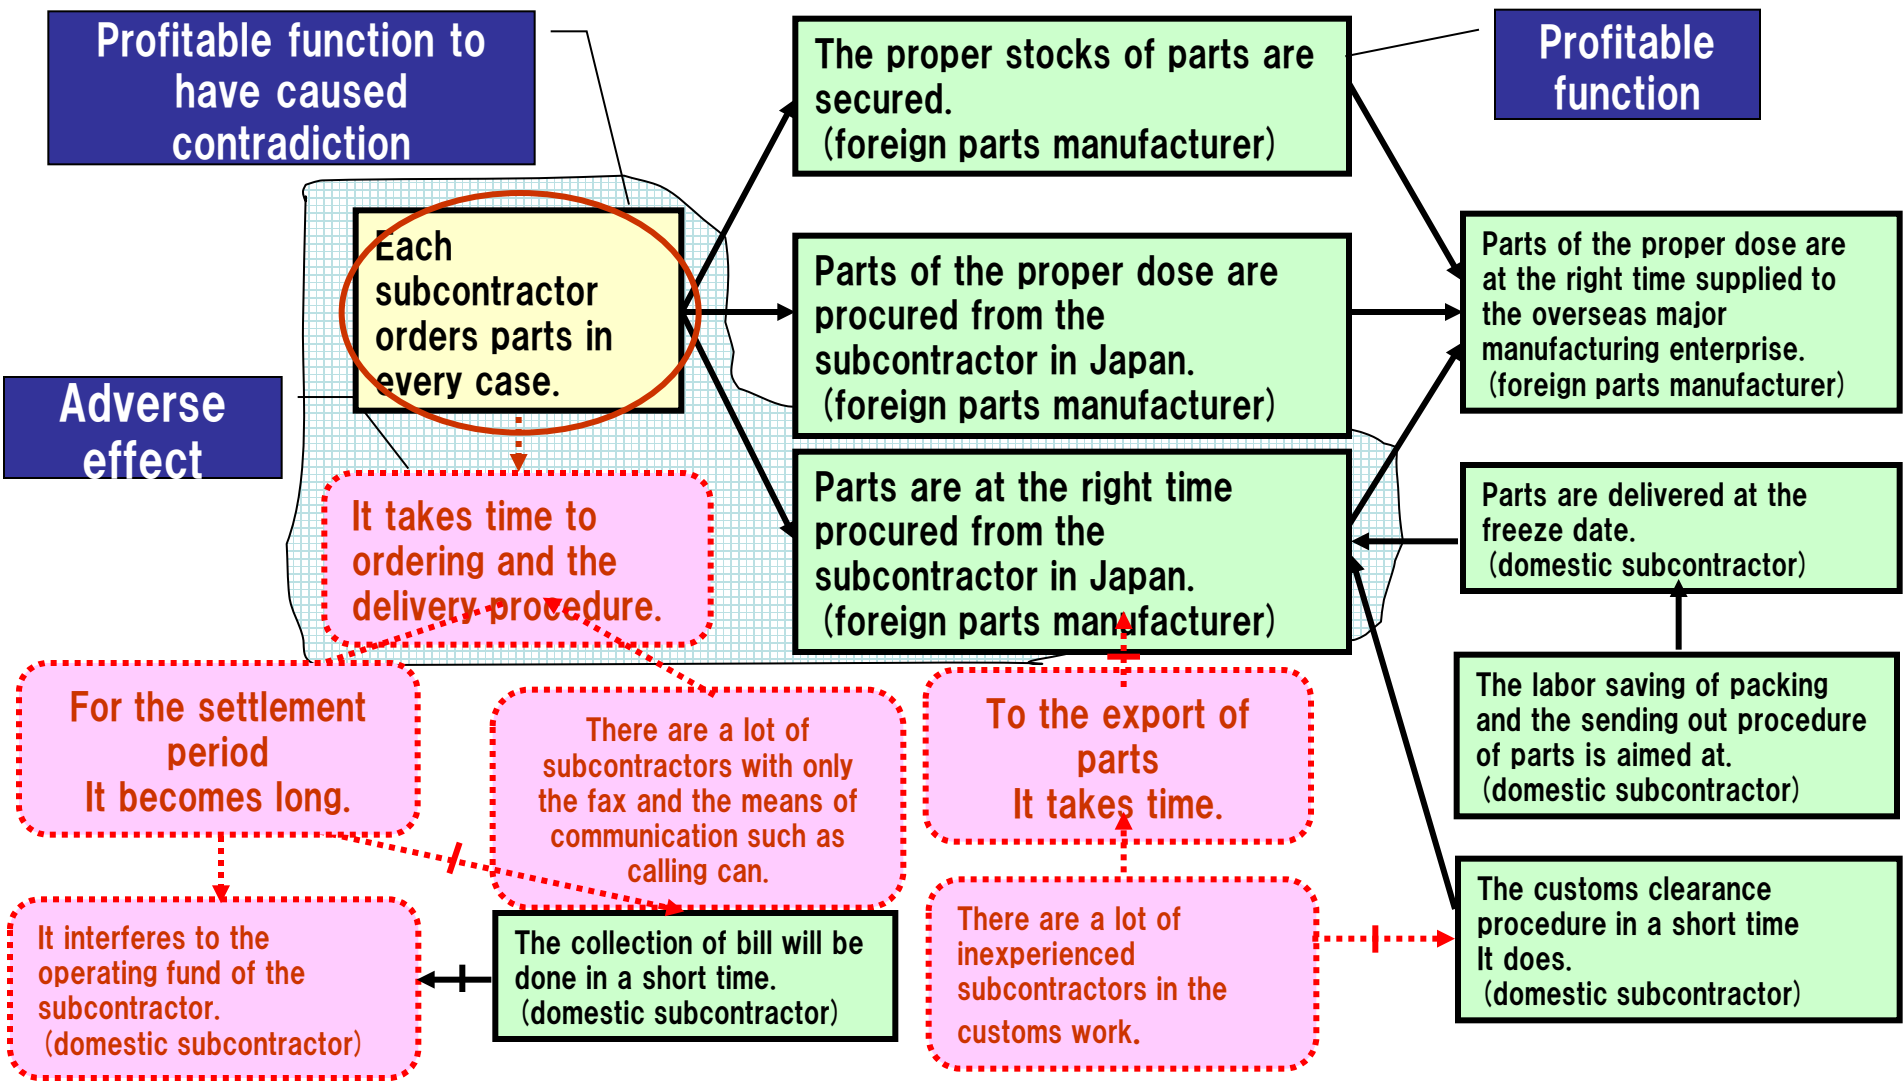 Profitable function to
have caused
contradiction
The proper stocks of parts are
secured.
(foreign parts manufacturer)
Profitable
function
Each
subcontractor
orders parts in
every case.
Parts of the proper dose are
procured from the
subcontractor in Japan.
(foreign parts manufacturer)
Parts of the proper dose are
at the right time supplied to
the overseas major
manufacturing enterprise.
(foreign parts manufacturer)
Adverse
effect
It takes time to
ordering and the
delivery procedure.
Parts are at the right time
procured from the
subcontractor in Japan.
(foreign parts manufacturer)
Parts are delivered at the
freeze date.
(domestic subcontractor)
For the settlement
period
It becomes long.
There are a lot of
subcontractors with only
the fax and the means of
communication such as
calling can.
To the export of
parts
It takes time.
The labor saving of packing
and the sending out procedure
of parts is aimed at.
(domestic subcontractor)
It interferes to the
operating fund of the
subcontractor.
(domestic subcontractor)
The collection of bill will be
done in a short time.
(domestic subcontractor)
There are a lot of
inexperienced
subcontractors in the
customs work.
The customs clearance
procedure in a short time
It does.
(domestic subcontractor)